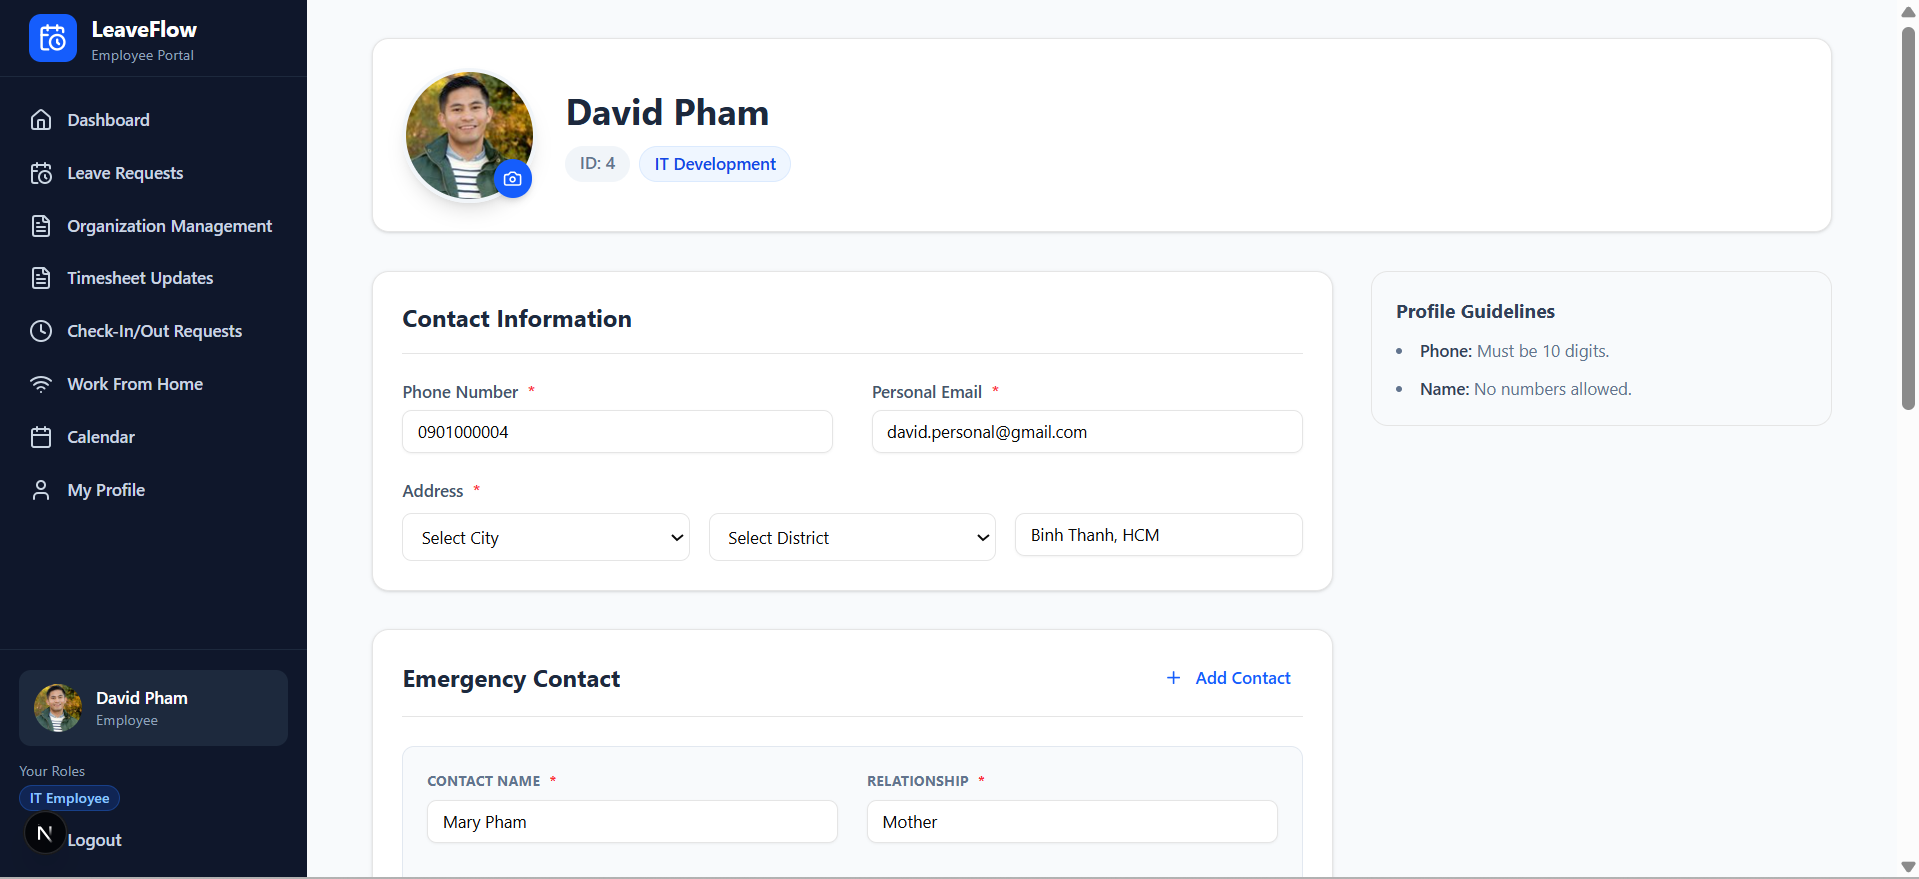 LeaveFlow
Employee Portal
Dashboard
Leave Requests
Organization Management
Timesheet Updates
Check-In/Out Requests
Work From Home
Calendar
My Profile
David Pham
Employee
Your Roles
IT Employee
N
Logout
David Pham
ID: 4
IT Development
Contact Information
Phone Number *
0901000004
Personal Email *
david.personal@gmail.com
Address *
Select City
Select District
Binh Thanh, HCM
Profile Guidelines
• Phone: Must be 10 digits.
• Name: No numbers allowed.
Emergency Contact
+ Add Contact
CONTACT NAME *
Mary Pham
RELATIONSHIP *
Mother